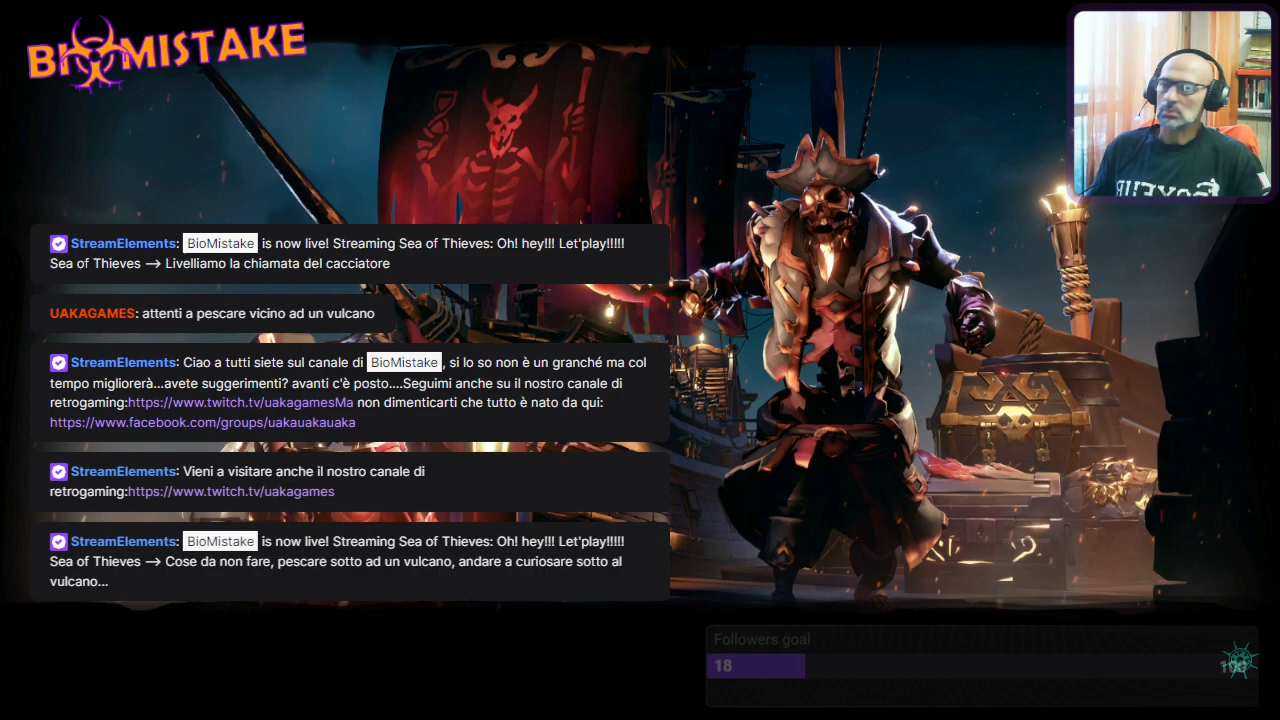 BIOMISTAKE
StreamElements: BioMistake is now live! Streaming Sea of Thieves: Oh! hey!!! Let'play!!!!!
Sea of Thieves --> Livelliamo la chiamata del cacciatore
UAKAGAMES: attenti a pescare vicino ad un vulcano
StreamElements: Ciao a tutti siete sul canale di BioMistake, si lo so non è un granché ma col
tempo migliorerà...avete suggerimenti? avanti c'è posto....Seguimi anche su il nostro canale di
retrogaming:https://www.twitch.tv/uakagamesMa non dimenticarti che tutto è nato da qui:
https://www.facebook.com/groups/uakauakauaka
StreamElements: Vieni a visitare anche il nostro canale di
retrogaming:https://www.twitch.tv/uakagames
StreamElements: BioMistake is now live! Streaming Sea of Thieves: Oh! hey!!! Let'play!!!!!
Sea of Thieves --> Cose da non fare, pescare sotto ad un vulcano, andare a curiosare sotto al
vulcano...
Followers goal
18